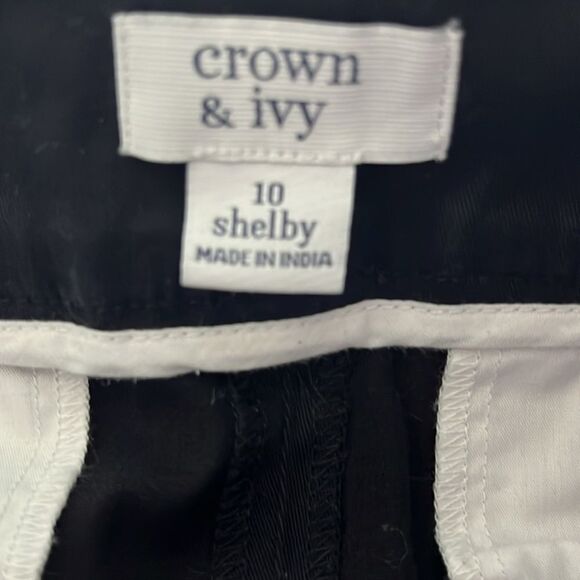 crown
& ivy
10
shelby
MADE IN INDIA